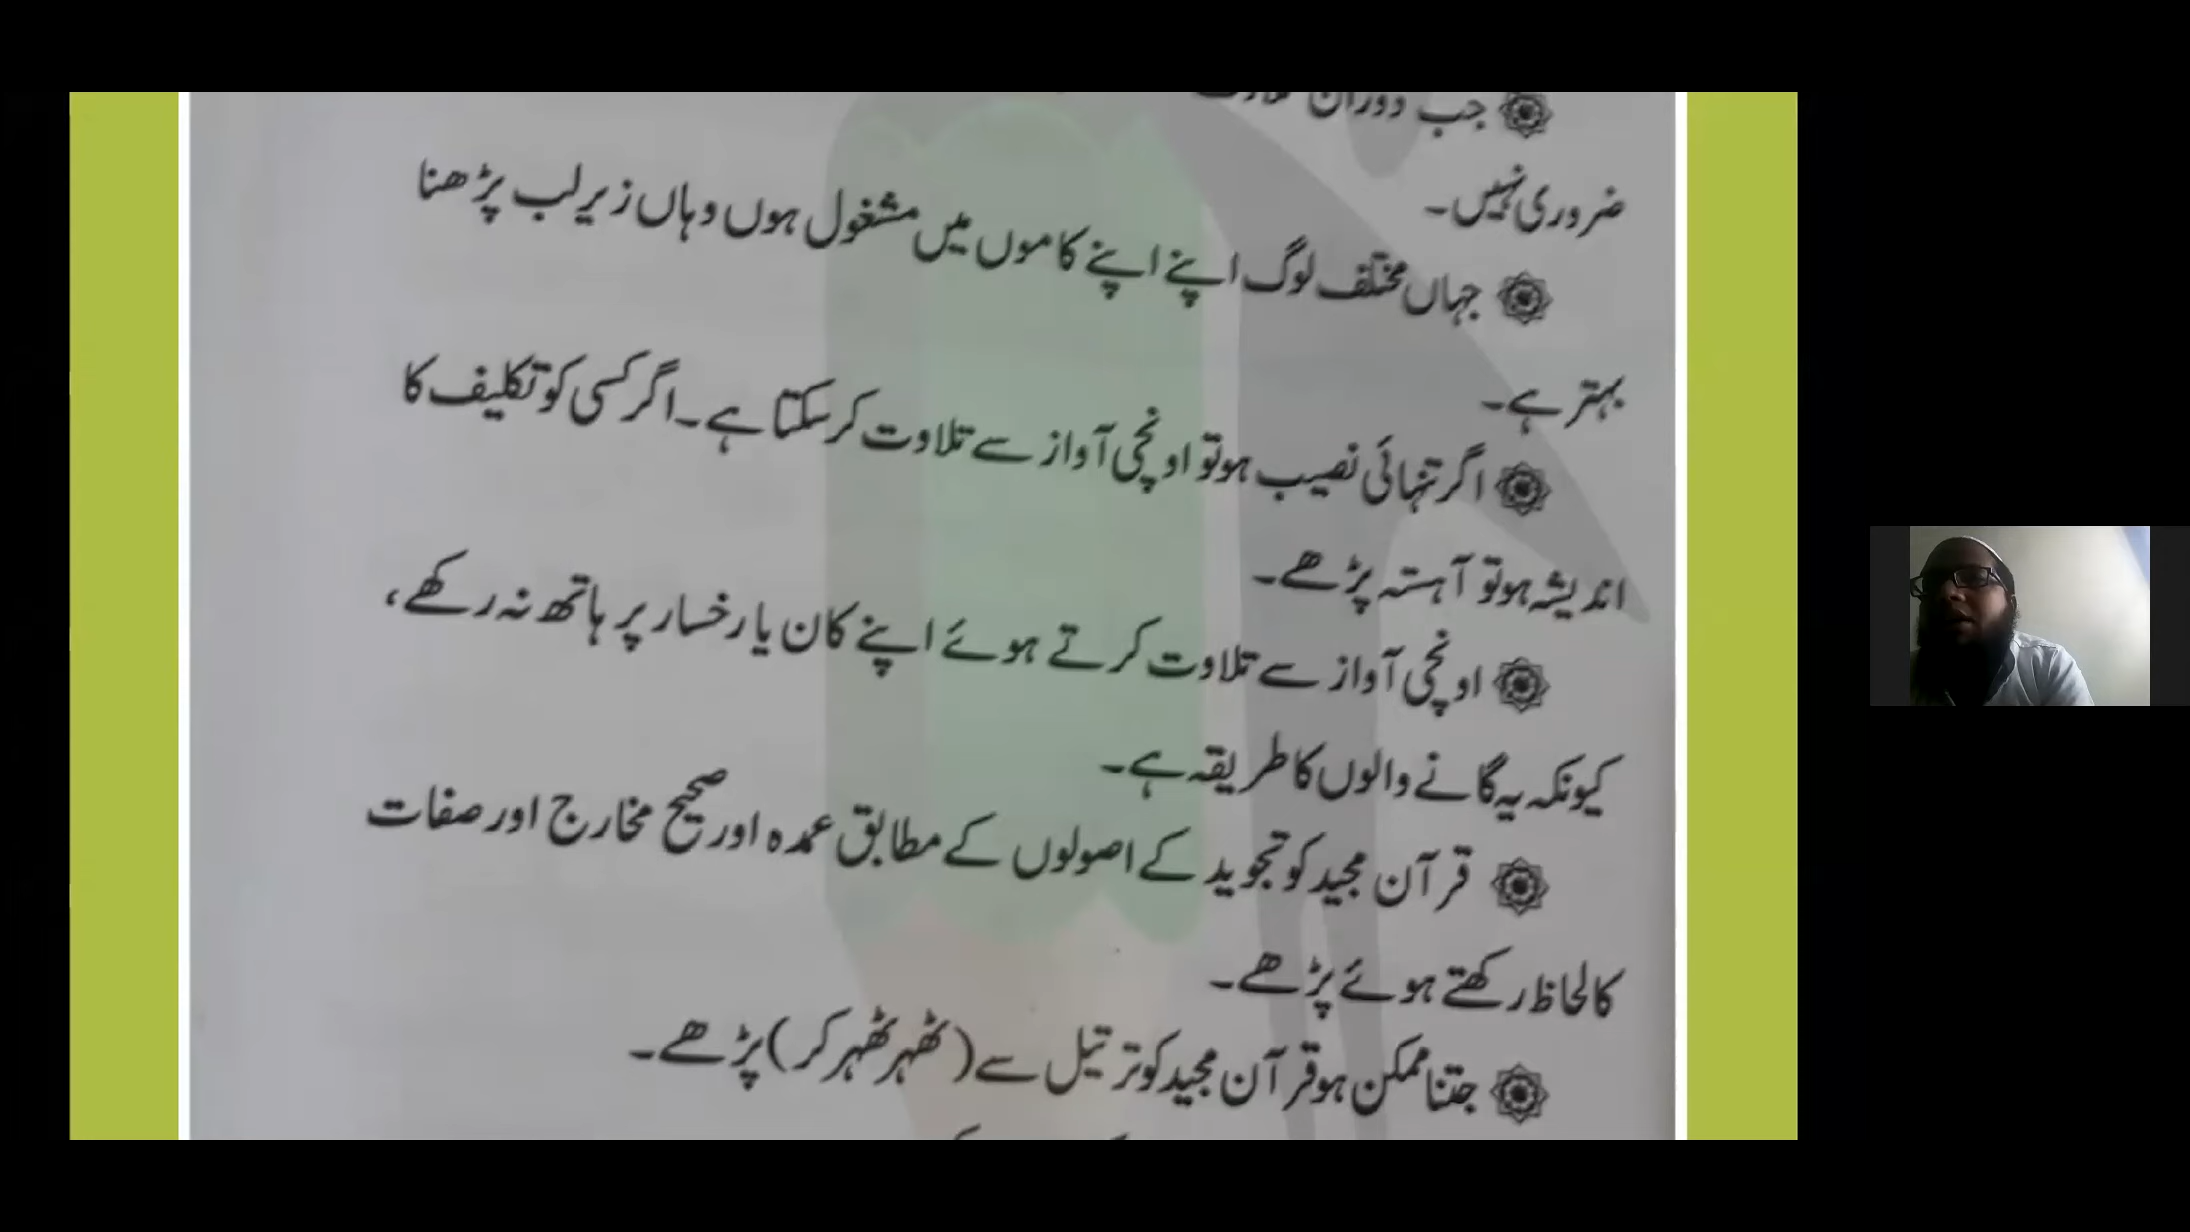 جب دوران
ضروری نہیں۔
جہاں مختلف لوگ اپنے اپنے کاموں میں مشغول ہوں وہاں زیر لب پڑھنا
بہتر ہے۔
اگر تنہائی نصیب ہو تو اونچی آواز سے تلاوت کر سکتا ہے۔ اگر کسی کو تکلیف کا
اندیشہ ہو تو آہستہ پڑھے۔
اونچی آواز سے تلاوت کرتے ہوئے اپنے کان یا رخسار پر ہاتھ نہ رکھے،
کیونکہ یہ گانے والوں کا طریقہ ہے۔
قرآن مجید کو تجوید کے اصولوں کے مطابق عمدہ اور صحیح مخارج اور صفات
کا لحاظ رکھتے ہوئے پڑھے۔
جتنا ممکن ہو قرآن مجید کو ترتیل سے (ٹھہر ٹھہر کر) پڑھے۔